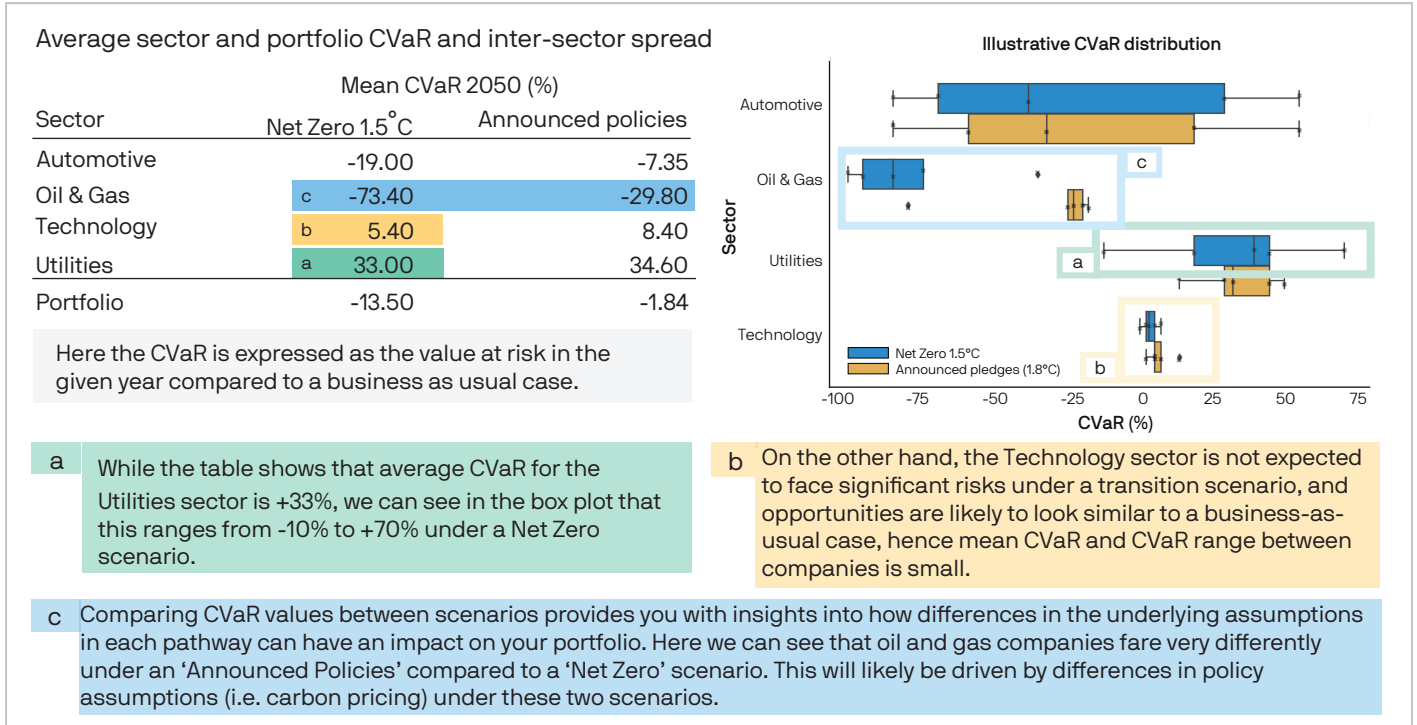 Average sector and portfolio CVaR and inter-sector spread
Mean CVaR 2050 (%)
Sector Net Zero 1.5°C Announced policies
Automotive -19.00 -7.35
Oil & Gas c -73.40 -29.80
Technology b 5.40 8.40
Utilities a 33.00 34.60
Portfolio -13.50 -1.84
Here the CVaR is expressed as the value at risk in the
given year compared to a business as usual case.
Illustrative CVaR distribution
Sector
Automotive
Oil & Gas
c
Utilities
a
Technology
b
Net Zero 1.5°C
Announced pledges (1.8°C)
-100 -75 -50 -25 0 25 50 75
CVaR (%)
a
While the table shows that average CVaR for the
Utilities sector is +33%, we can see in the box plot that
this ranges from -10% to +70% under a Net Zero
scenario.
b
On the other hand, the Technology sector is not expected
to face significant risks under a transition scenario, and
opportunities are likely to look similar to a business-as-
usual case, hence mean CVaR and CVaR range between
companies is small.
c
Comparing CVaR values between scenarios provides you with insights into how differences in the underlying assumptions
in each pathway can have an impact on your portfolio. Here we can see that oil and gas companies fare very differently
under an ‘Announced Policies’ compared to a ‘Net Zero’ scenario. This will likely be driven by differences in policy
assumptions (i.e. carbon pricing) under these two scenarios.